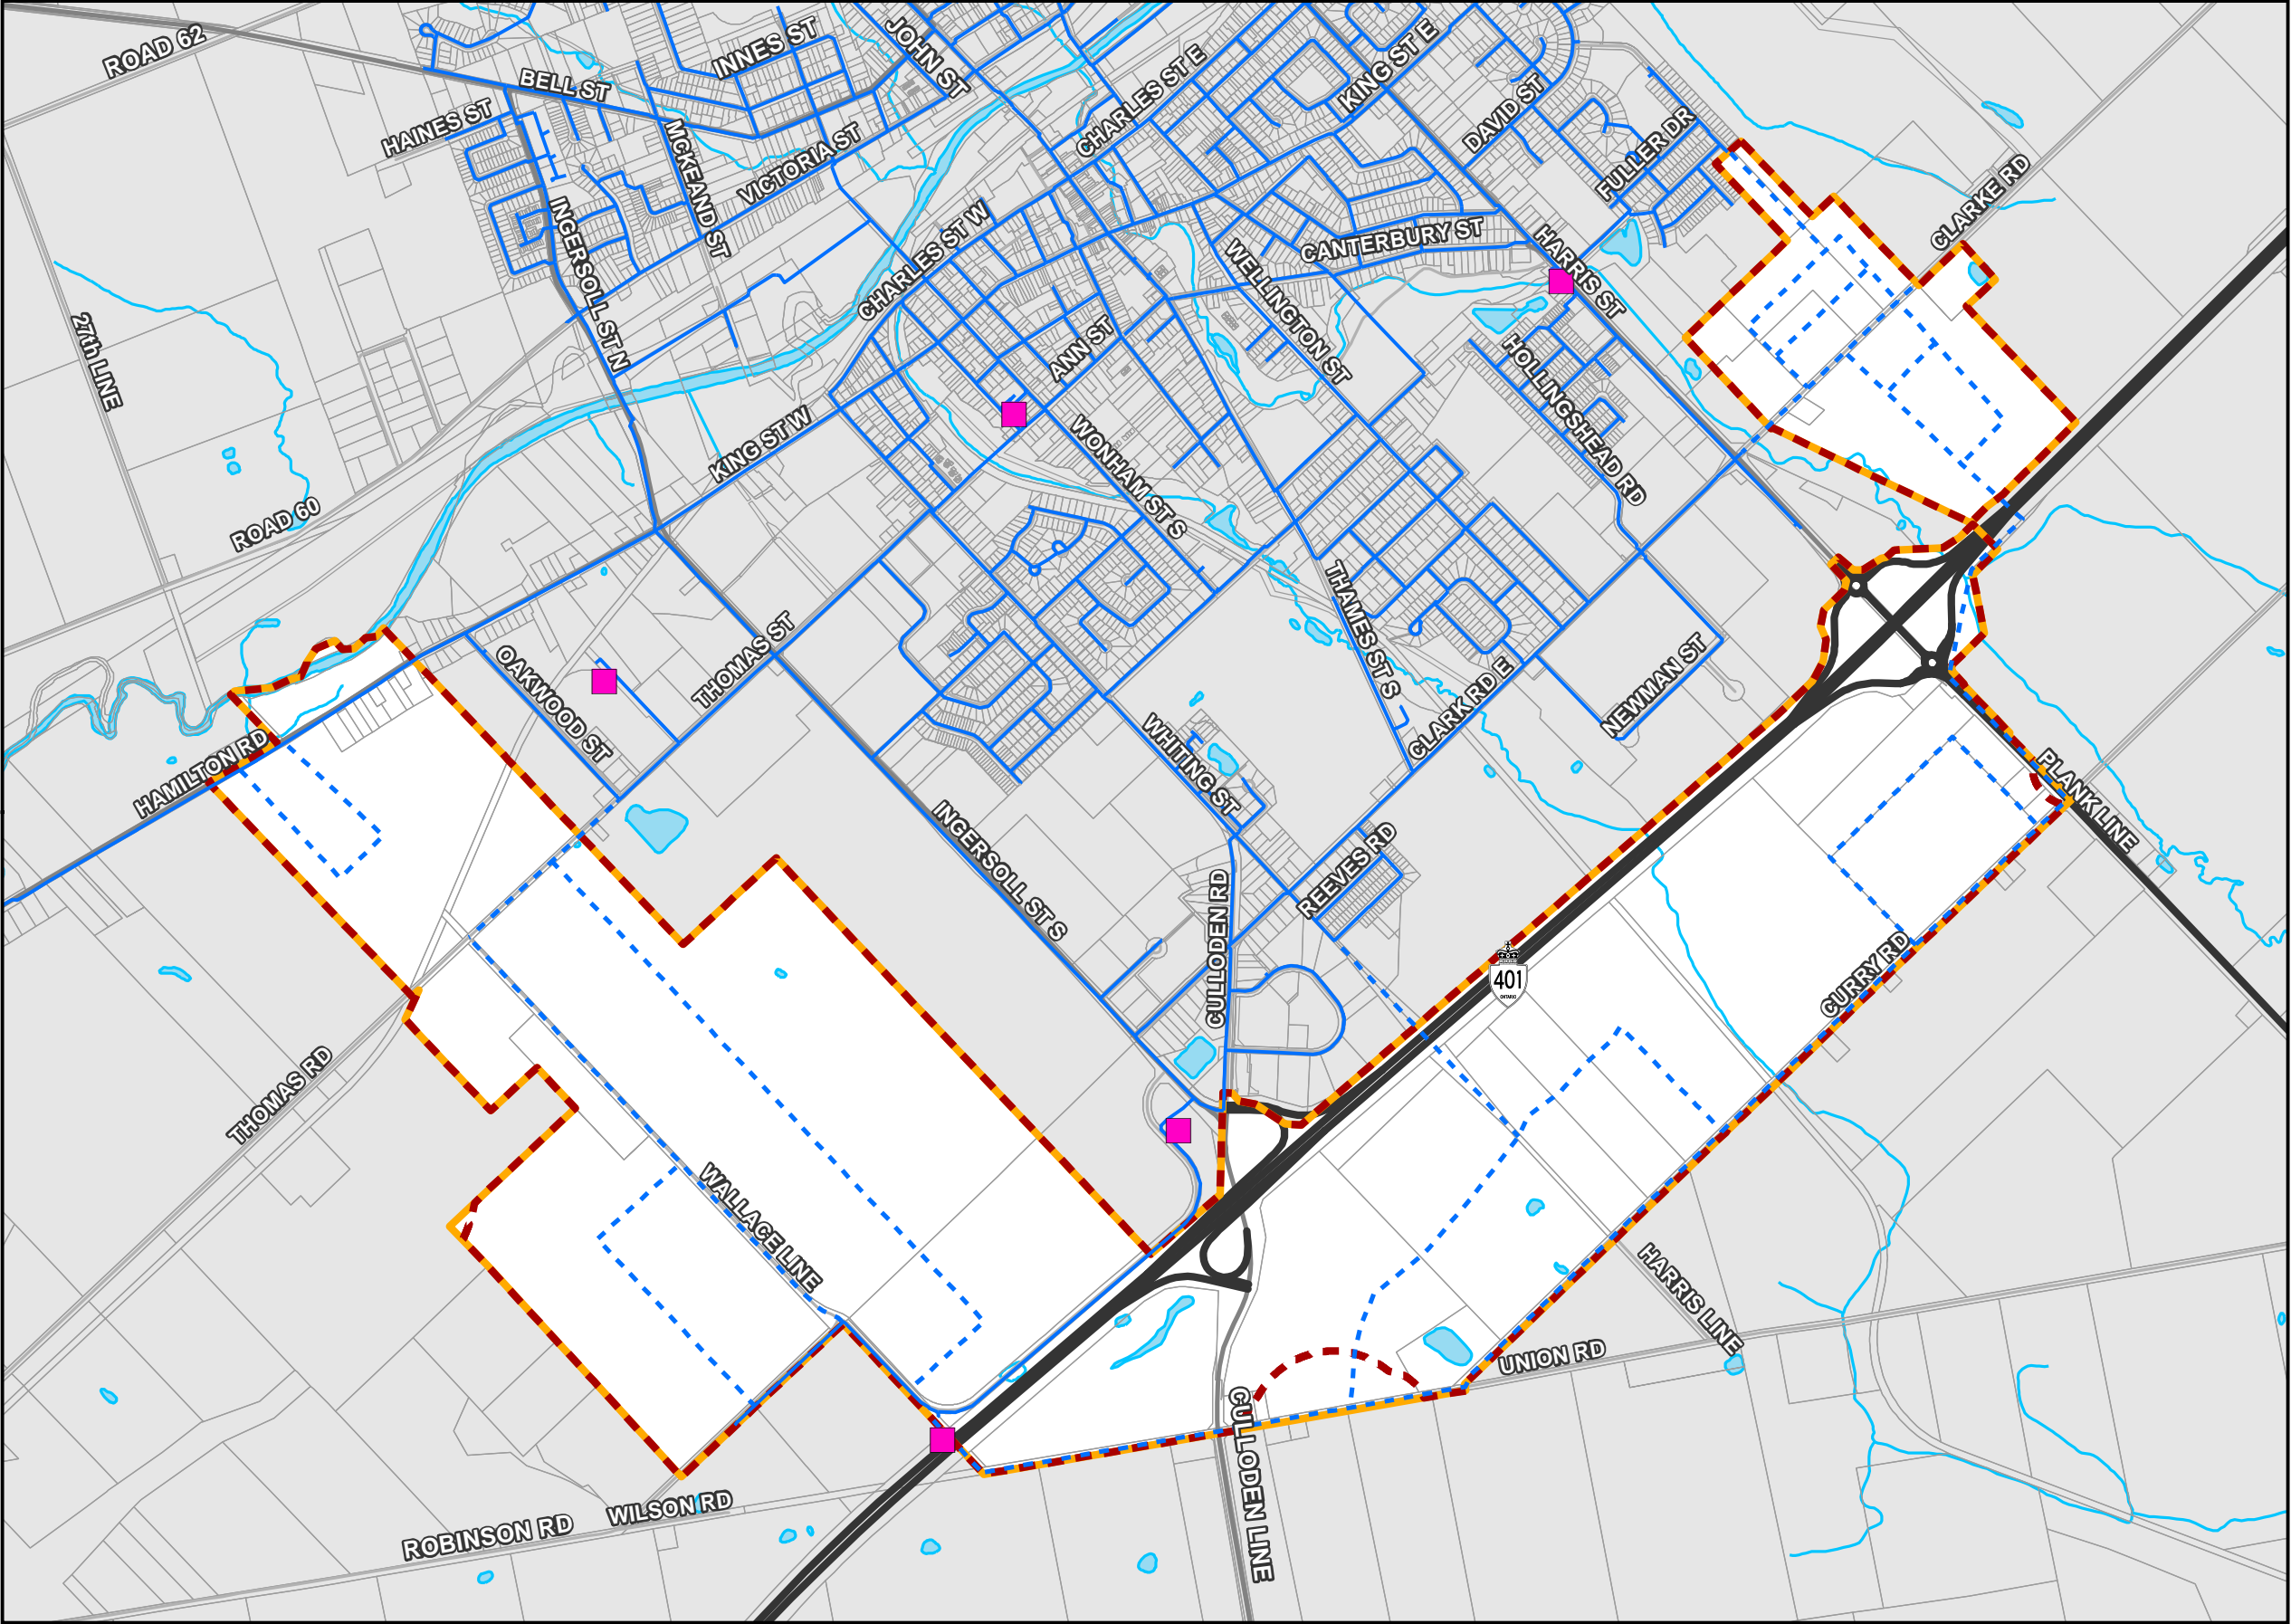 ROAD 62
INNES ST
JOHN ST
BELL ST
CHARLES ST E
KING ST E
HAINES ST
DAVID ST
MCKEAND ST
VICTORIA ST
FULLER DR
CLARKE RD
INGERSOLL ST N
CHARLES ST W
WELLINGTON ST
CANTERBURY ST
HARRIS ST
27th LINE
ANN ST
HOLLINGSHEAD RD
KING ST W
WONHAM ST S
ROAD 60
THAMES ST S
OAKWOOD ST
THOMAS ST
NEWMAN ST
CLARK RD E
HAMILTON RD
WHITING ST
PLANK LINE
INGERSOLL ST S
REEVES RD
CULLODEN RD
401
ONTARIO
CURRY RD
THOMAS RD
WALLACE LINE
HARRIS LINE
UNION RD
CULLODEN LINE
WILSON RD
ROBINSON RD